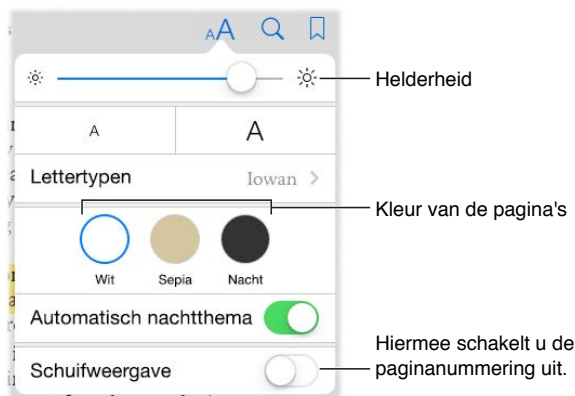 AA
Helderheid
A A
Lettertypen Iowan
Kleur van de pagina's
Wit Sepia Nacht
Automatisch nachtthema
Schuifweergave
Hiermee schakelt u de
paginanummering uit.